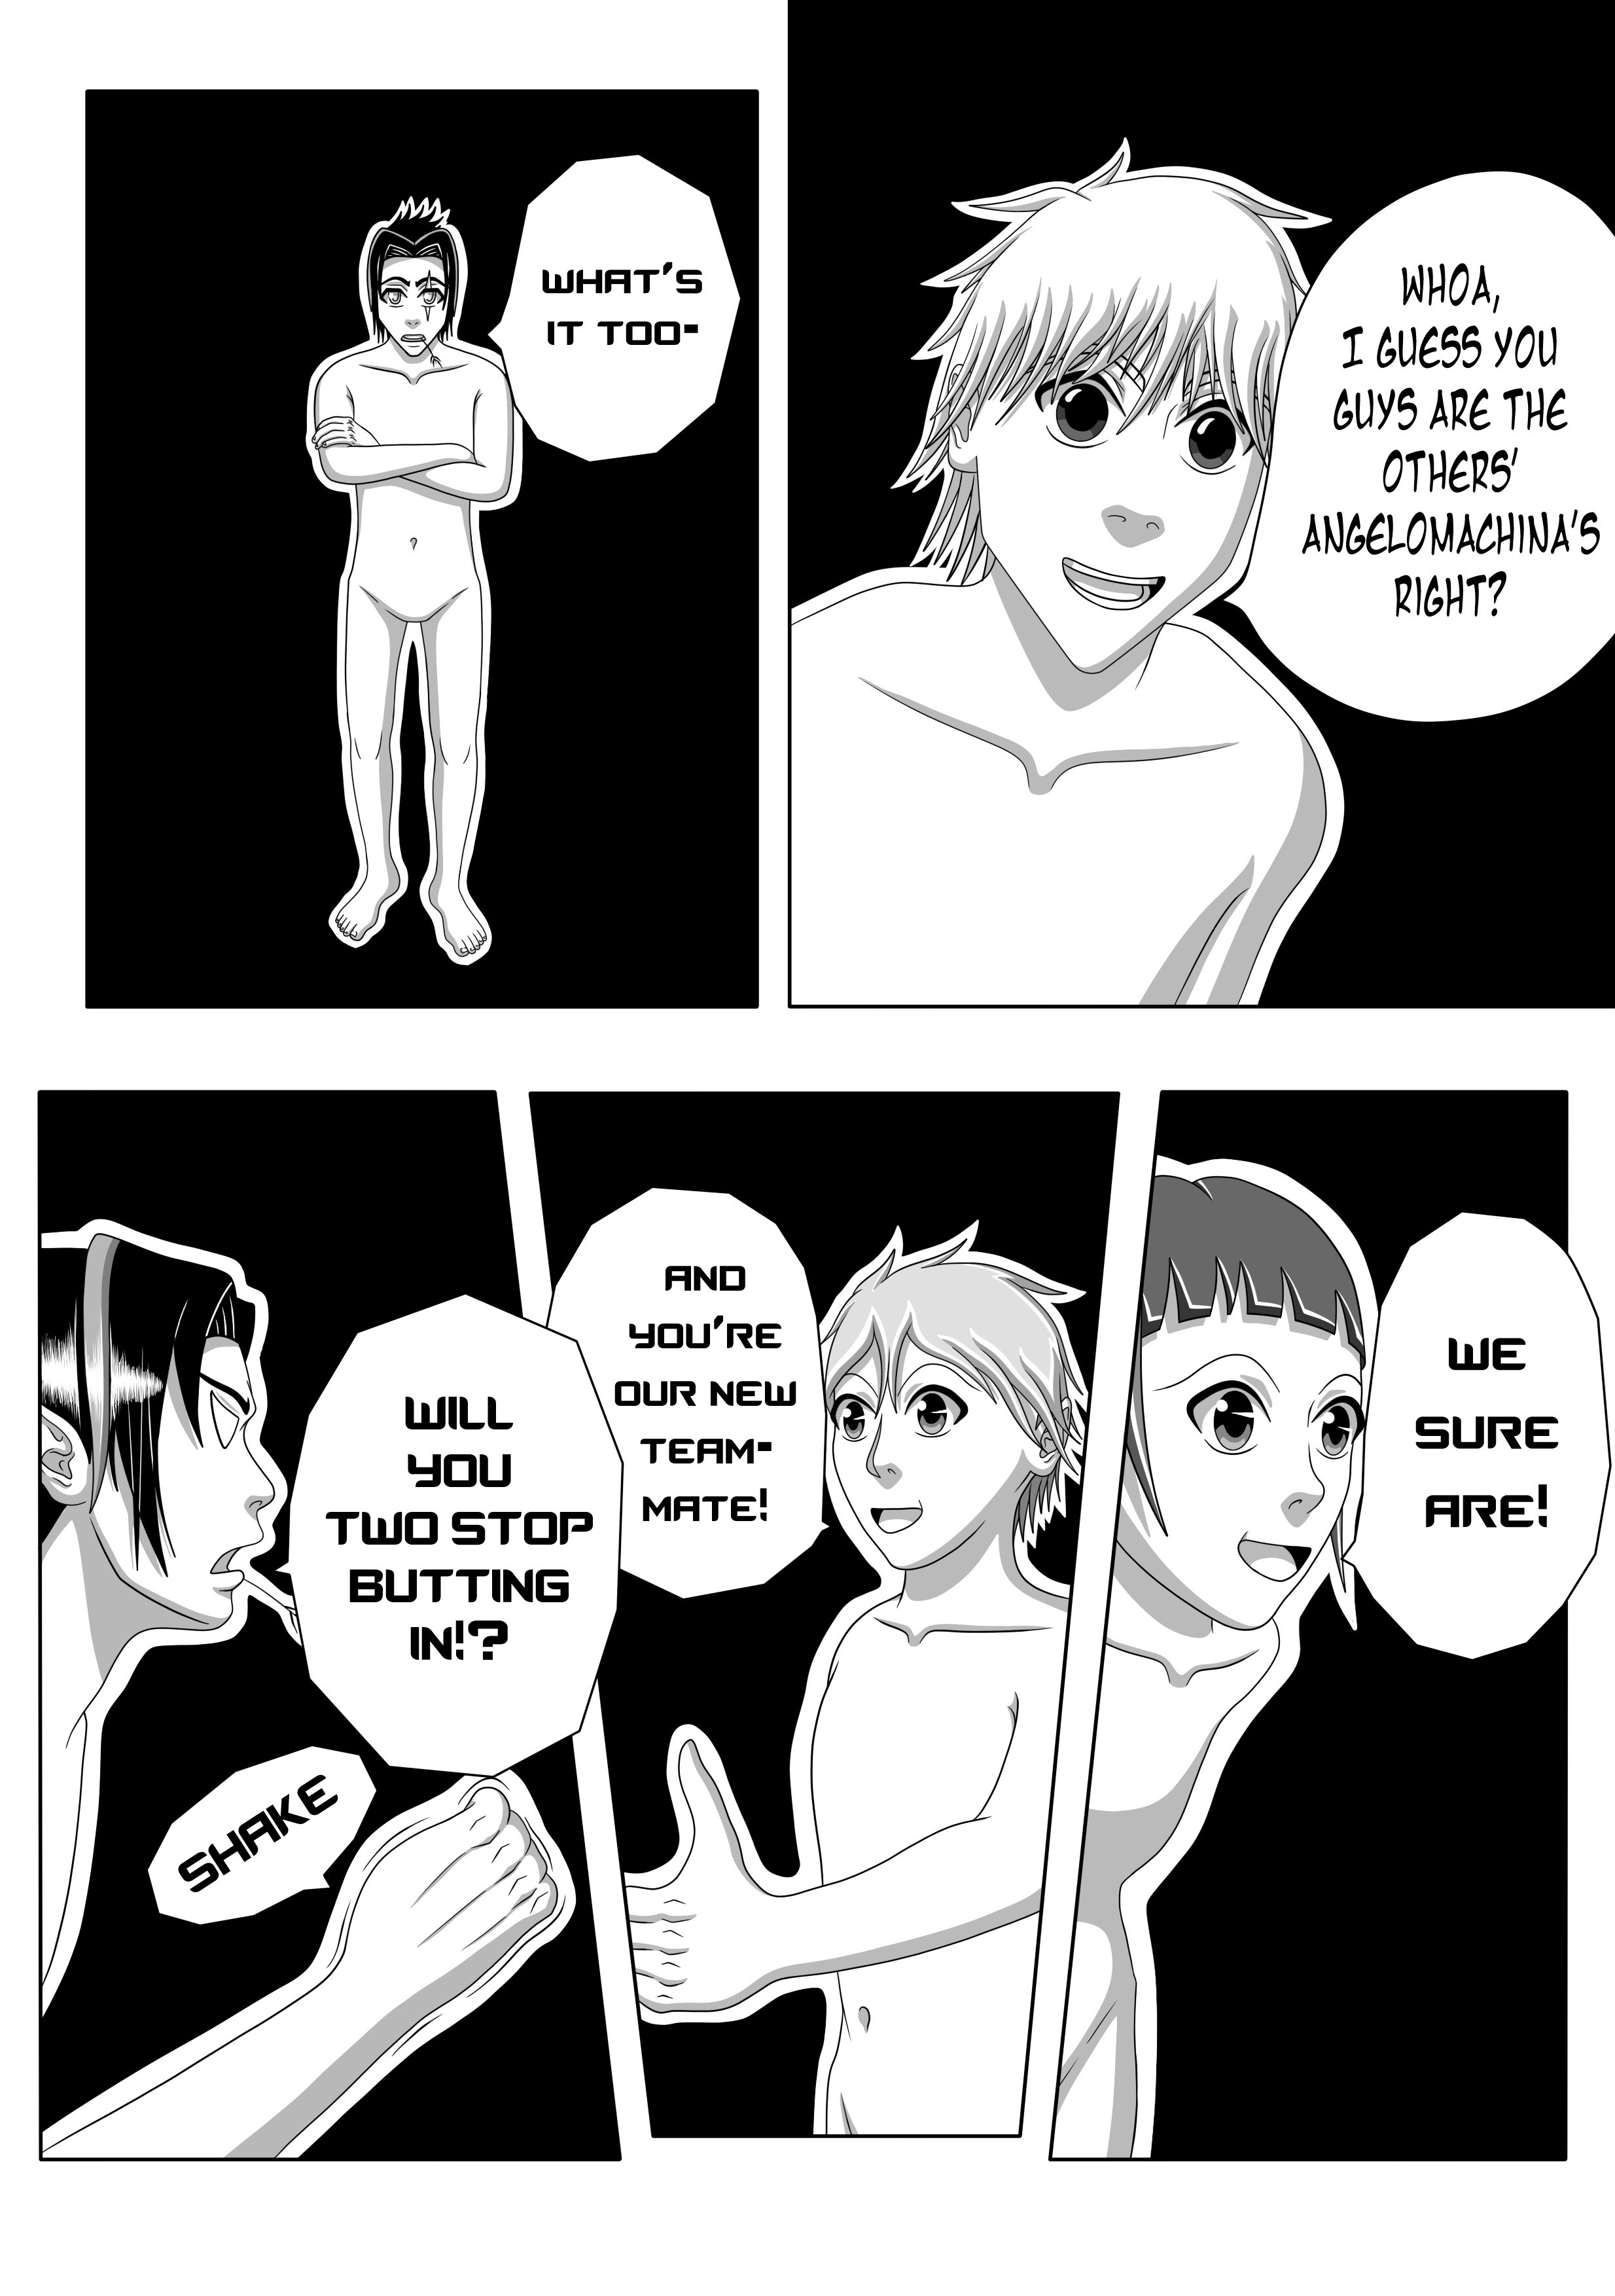 WHOA,
I GUESS YOU
GUYS ARE THE
OTHERS'
ANGELOMACHINA'S
RIGHT?
WHAT'S
IT TOO-
WE
SURE
ARE!
AND
YOU'RE
OUR NEW
TEAM-
MATE!
WILL
YOU
TWO STOP
BUTTING
IN!?
SHAKE